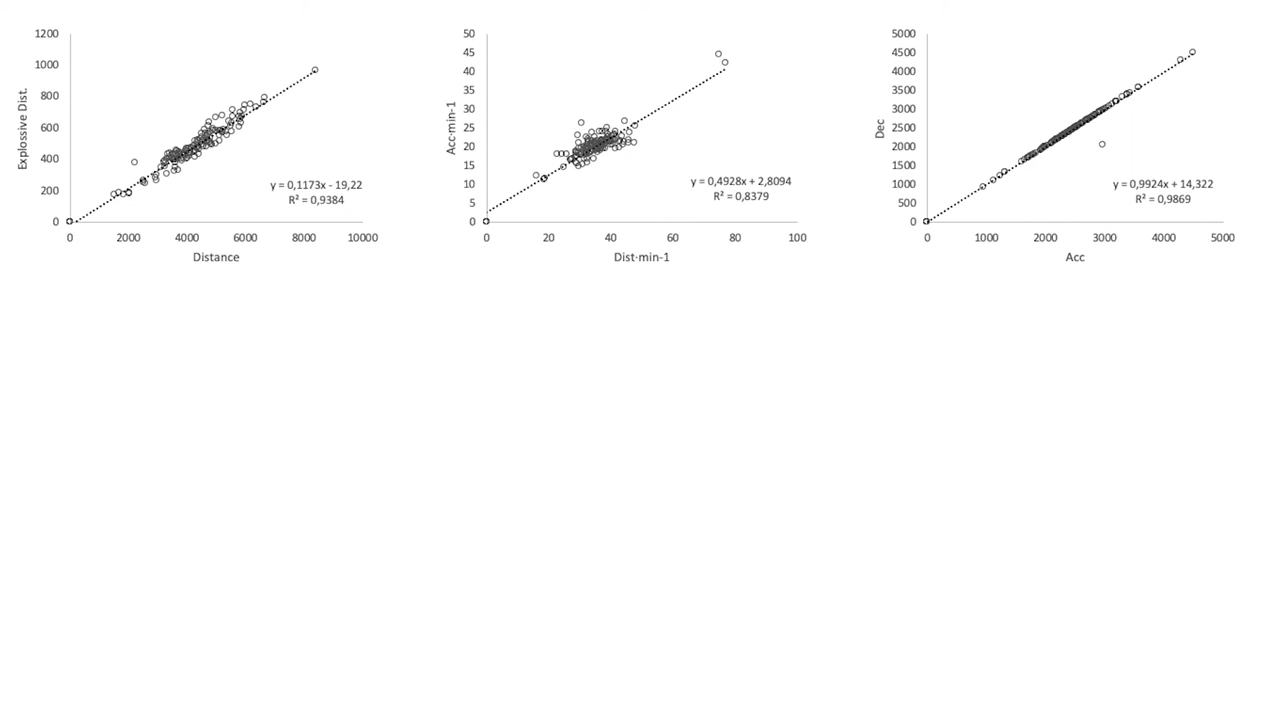 1200
1000
800
600
400
200
0
Explossive Dist.
0 2000 4000 6000 8000 10000
Distance
y = 0,1173x - 19,22
R² = 0,9384
50
45
40
35
30
25
20
15
10
5
0
Acc·min-1
0 20 40 60 80 100
Dist·min-1
y = 0,4928x + 2,8094
R² = 0,8379
5000
4500
4000
3500
3000
2500
2000
1500
1000
500
0
Dec
0 1000 2000 3000 4000 5000
Acc
y = 0,9924x + 14,322
R² = 0,9869